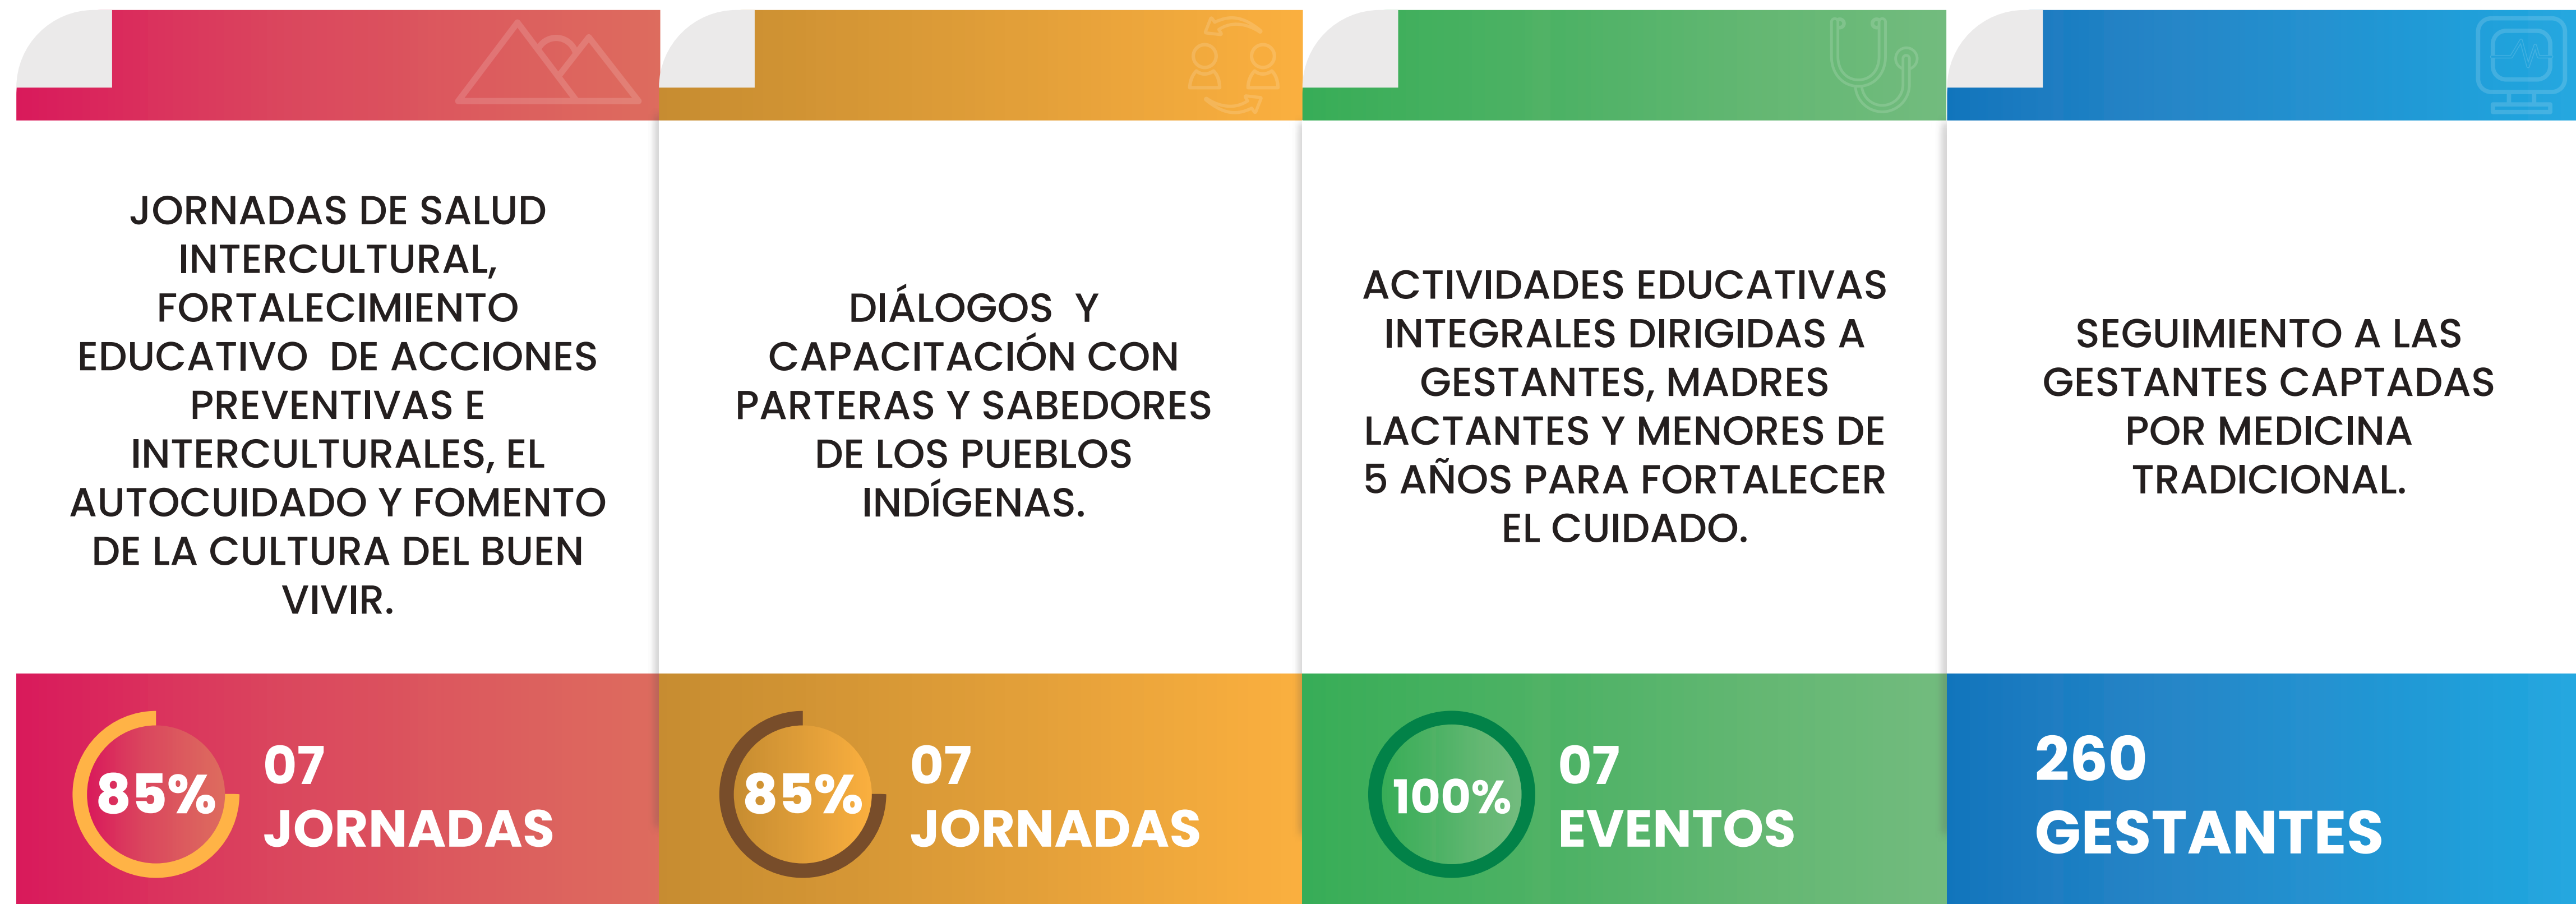 JORNADAS DE SALUD
INTERCULTURAL,
FORTALECIMIENTO
EDUCATIVO  DE ACCIONES
PREVENTIVAS E
INTERCULTURALES, EL
AUTOCUIDADO Y FOMENTO
DE LA CULTURA DEL BUEN
VIVIR.
85%
07
JORNADAS
DIÁLOGOS  Y
CAPACITACIÓN CON
PARTERAS Y SABEDORES
DE LOS PUEBLOS
INDÍGENAS.
85%
07
JORNADAS
ACTIVIDADES EDUCATIVAS
INTEGRALES DIRIGIDAS A
GESTANTES, MADRES
LACTANTES Y MENORES DE
5 AÑOS PARA FORTALECER
EL CUIDADO.
100%
07
EVENTOS
SEGUIMIENTO A LAS
GESTANTES CAPTADAS
POR MEDICINA
TRADICIONAL.
260
GESTANTES